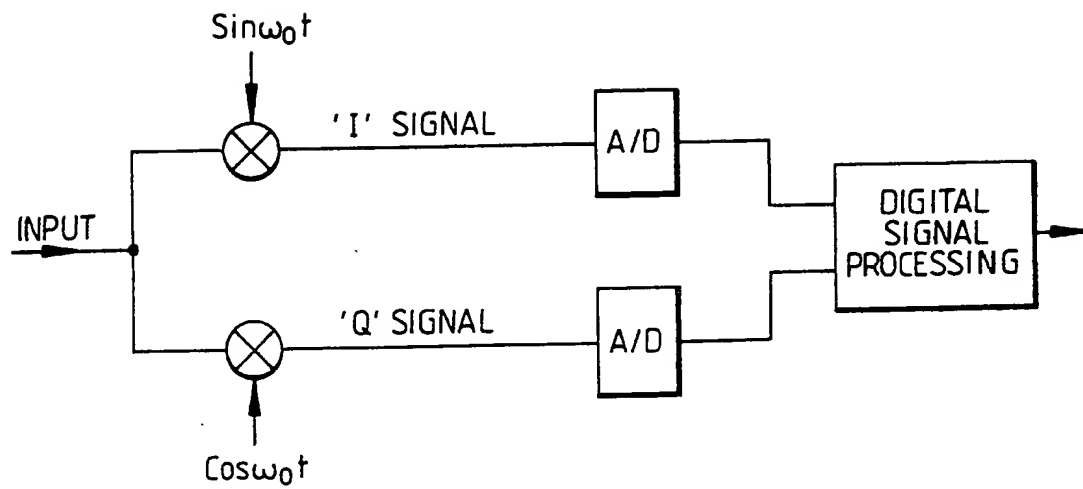 Sinω₀t
'I' SIGNAL
A/D
INPUT
DIGITAL
SIGNAL
PROCESSING
'Q' SIGNAL
A/D
Cosω₀t